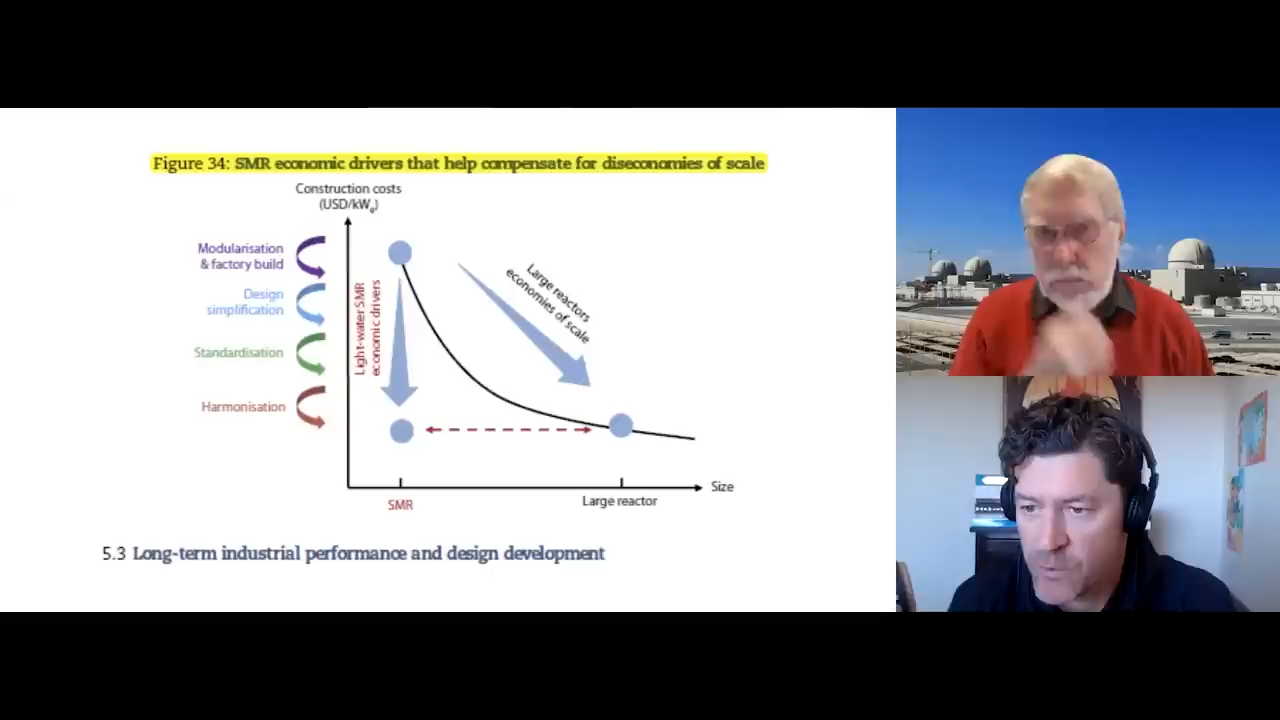 Figure 34: SMR economic drivers that help compensate for diseconomies of scale
Construction costs
(USD/kWe)
Modularisation
& factory build
Design
simplification
Standardisation
Harmonisation
Light-water SMR
economic drivers
Large reactors
economies of scale
Size
SMR
Large reactor
5.3 Long-term industrial performance and design development